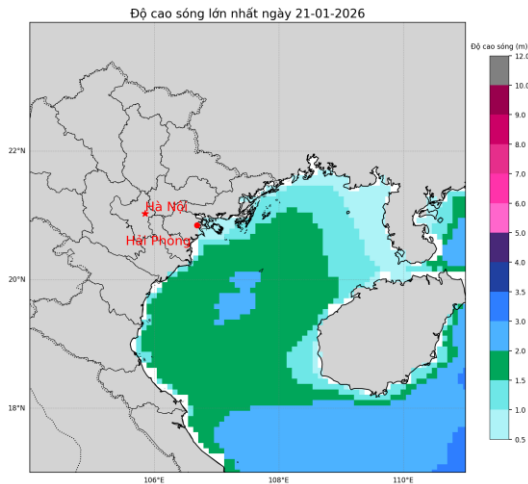 Độ cao sóng lớn nhất ngày 21-01-2026
Độ cao sóng (m)
12.0
10.0
9.0
8.0
7.0
6.0
5.0
4.0
3.5
3.0
2.0
1.5
1.0
0.5
22°N
20°N
18°N
Hà Nội
Hải Phòng
106°E
108°E
110°E